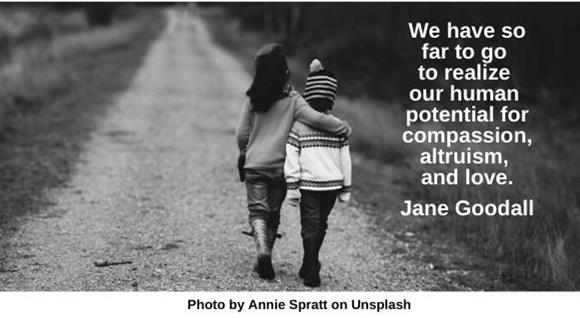 We have so
far to go
to realize
our human
potential for
compassion,
altruism,
and love.
Jane Goodall
Photo by Annie Spratt on Unsplash